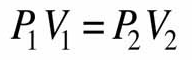 P₁V₁ = P₂V₂